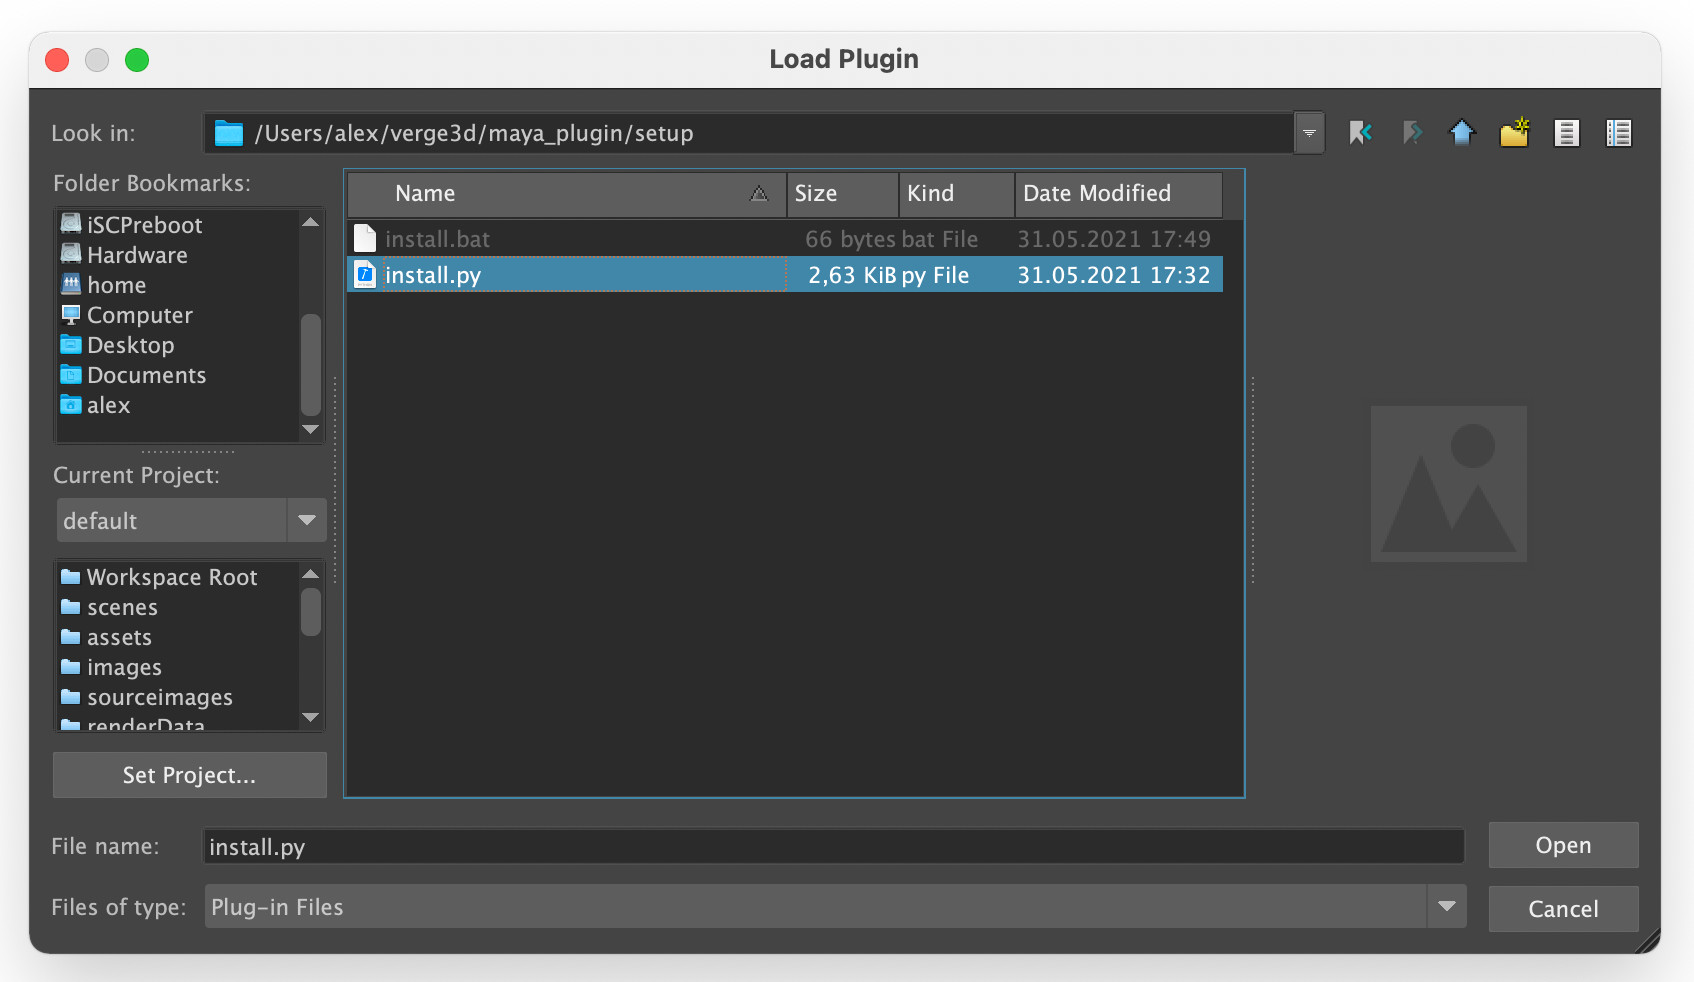 Load Plugin
Look in: /Users/alex/verge3d/maya_plugin/setup
Folder Bookmarks:
iSCPreboot
Hardware
home
Computer
Desktop
Documents
alex
Current Project:
default
Workspace Root
scenes
assets
images
sourceimages
renderData
Set Project...
Name Size Kind Date Modified
install.bat 66 bytes bat File 31.05.2021 17:49
install.py 2,63 KiB py File 31.05.2021 17:32
File name: install.py Open
Files of type: Plug-in Files Cancel